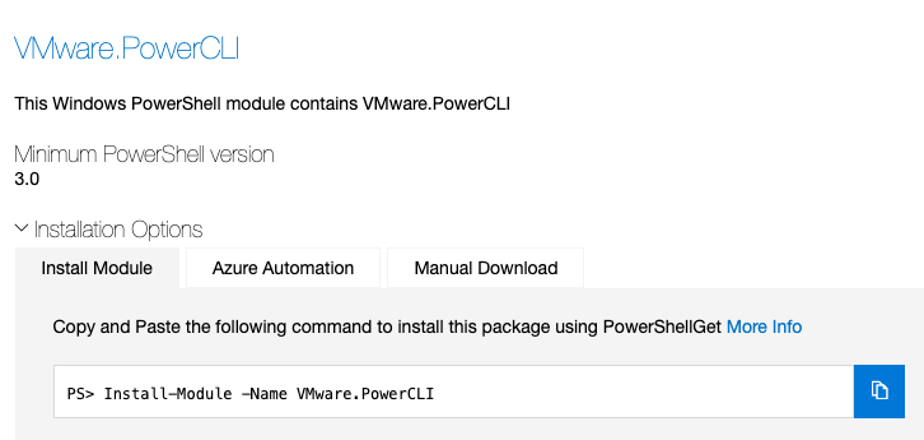 VMware.PowerCLI
This Windows PowerShell module contains VMware.PowerCLI
Minimum PowerShell version
3.0
Installation Options
Install Module Azure Automation Manual Download
Copy and Paste the following command to install this package using PowerShellGet More Info
PS> Install-Module -Name VMware.PowerCLI